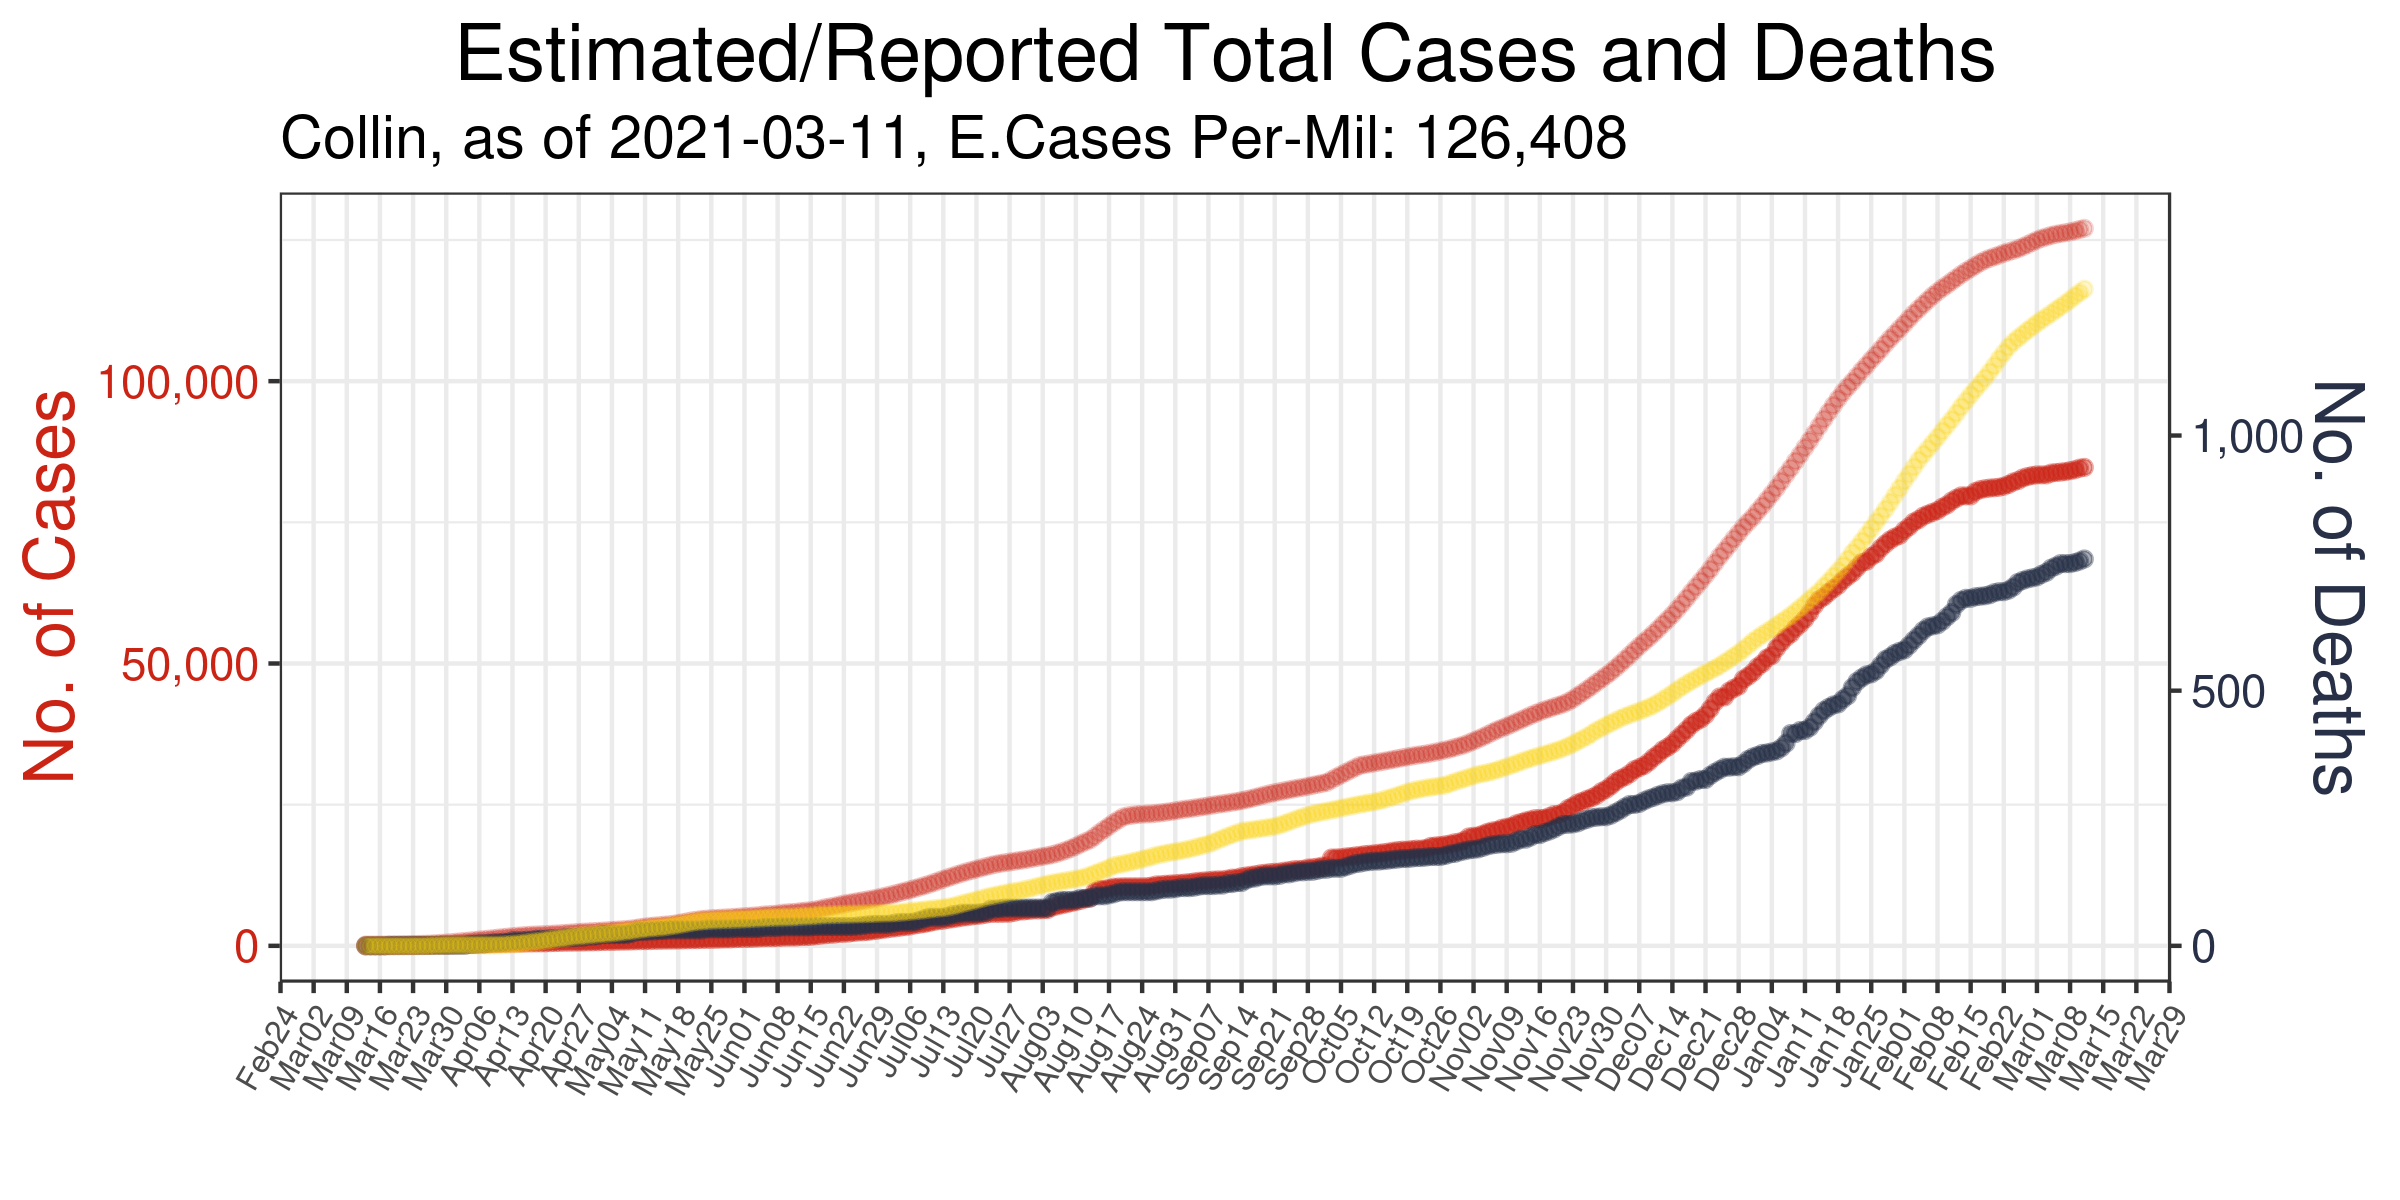 Estimated/Reported Total Cases and Deaths
Collin, as of 2021-03-11, E.Cases Per-Mil: 126,408
No. of Cases
100,000
50,000
0
No. of Deaths
1,000
500
0
Feb24
Mar02
Mar09
Mar16
Mar23
Mar30
Apr06
Apr13
Apr20
Apr27
May04
May11
May18
May25
Jun01
Jun08
Jun15
Jun22
Jun29
Jul06
Jul13
Jul20
Jul27
Aug03
Aug10
Aug17
Aug24
Aug31
Sep07
Sep14
Sep21
Sep28
Oct05
Oct12
Oct19
Oct26
Nov02
Nov09
Nov16
Nov23
Nov30
Dec07
Dec14
Dec21
Dec28
Jan04
Jan11
Jan18
Jan25
Feb01
Feb08
Feb15
Feb22
Mar01
Mar08
Mar15
Mar22
Mar29